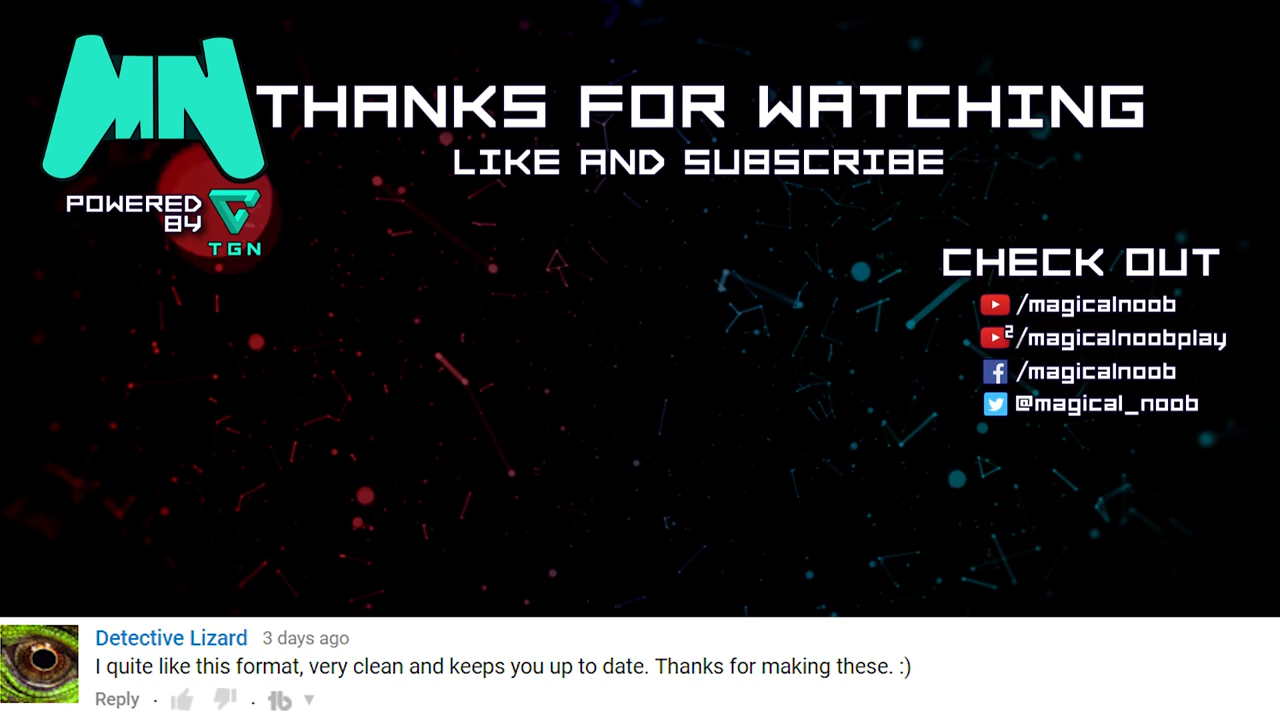 MN
THANKS FOR WATCHING
LIKE AND SUBSCRIBE
POWERED
BY
TGN
CHECK OUT
/magicalnoob
2 /magicalnoobplay
/magicalnoob
@magical_noob
Detective Lizard 3 days ago
I quite like this format, very clean and keeps you up to date. Thanks for making these. :)
Reply